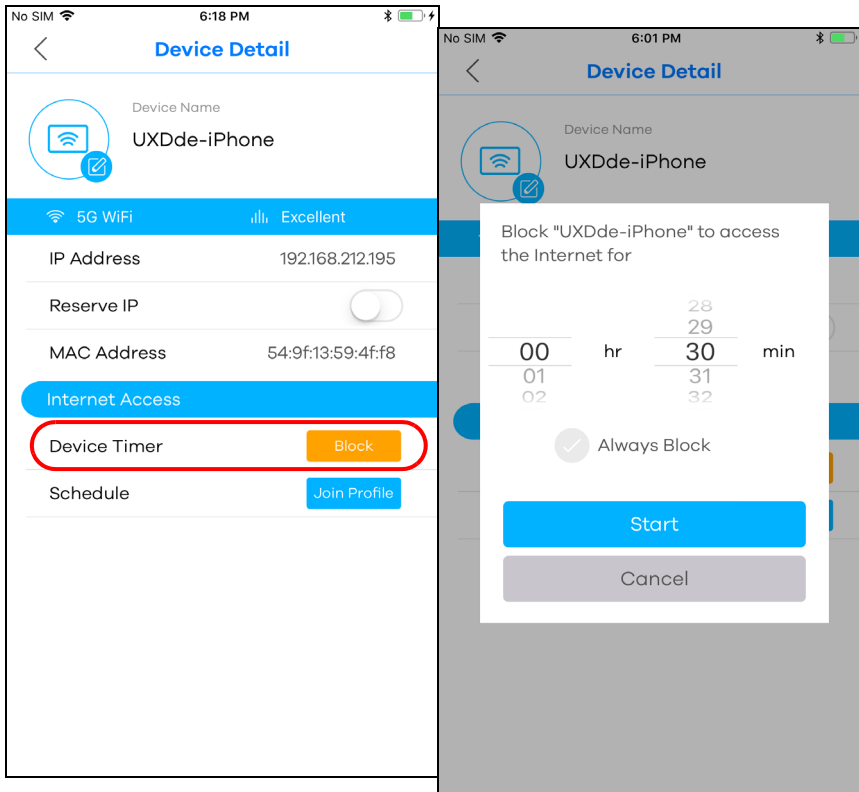 No SIM 6:18 PM
Device Detail
Device Name
UXDde-iPhone
5G WiFi Excellent
IP Address 192.168.212.195
Reserve IP
MAC Address 54:9f:13:59:4f:f8
Internet Access
Device Timer Block
Schedule Join Profile
No SIM 6:01 PM
Device Detail
Device Name
UXDde-iPhone
Block "UXDde-iPhone" to access
the Internet for
28
29
00 hr 30 min
01 31
02 32
Always Block
Start
Cancel